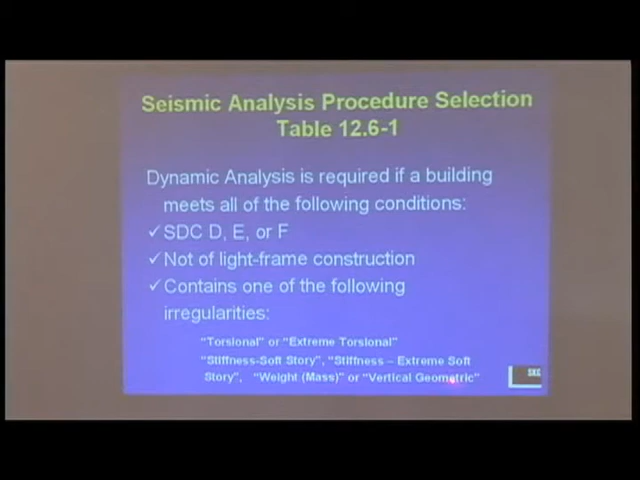 Seismic Analysis Procedure Selection
Table 12.6-1
Dynamic Analysis is required if a building
meets all of the following conditions:
✓SDC D, E, or F
✓Not of light-frame construction
✓Contains one of the following
irregularities:
“Torsional” or “Extreme Torsional”
“Stiffness-Soft Story”, “Stiffness – Extreme Soft
Story”, “Weight (Mass)” or “Vertical Geometric”